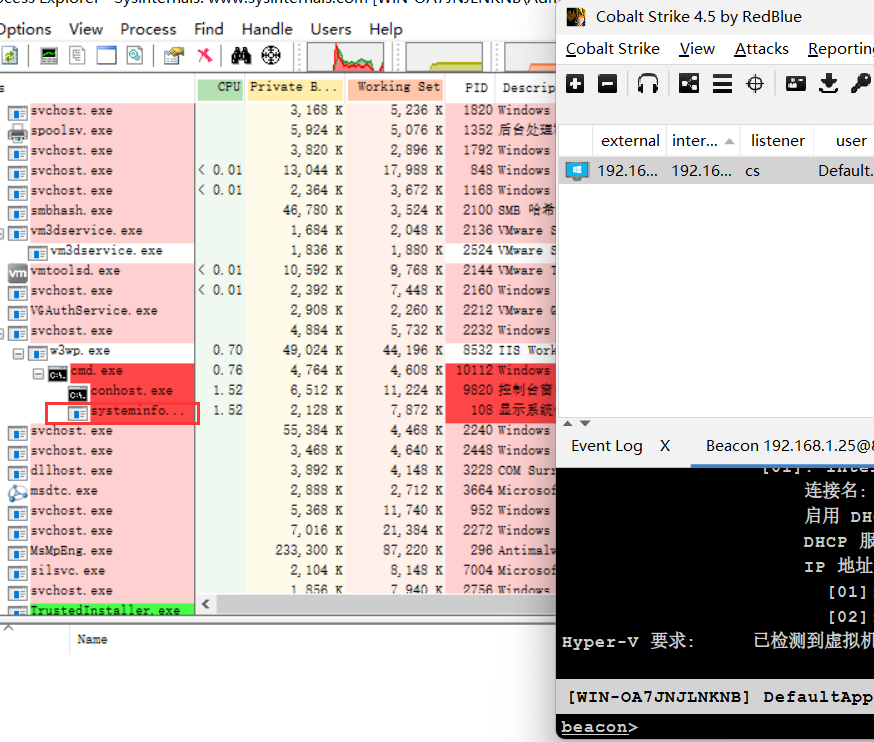 ocess Explorer - Sysinternals: www.sysinternals.com [WIN-OA7JNJLNKNB\Adm
Options View Process Find Handle Users Help
CPU Private B... Working Set PID Descrip
svchost.exe 3,168 K 5,236 K 1820 Windows
spoolsv.exe 5,924 K 5,076 K 1352 后台处理
svchost.exe 3,820 K 2,896 K 1792 Windows
svchost.exe < 0.01 13,044 K 17,988 K 848 Windows
svchost.exe < 0.01 2,364 K 3,672 K 1168 Windows
smbhash.exe 46,780 K 3,524 K 2100 SMB 哈希
vm3dservice.exe 1,684 K 2,048 K 2136 VMware S
vm3dservice.exe 1,836 K 1,880 K 2524 VMware S
vm vmtoolsd.exe < 0.01 10,592 K 9,768 K 2144 VMware T
svchost.exe < 0.01 2,392 K 7,448 K 2160 Windows
VGAuthService.exe 2,908 K 2,260 K 2212 VMware G
svchost.exe 4,884 K 5,732 K 2232 Windows
w3wp.exe 0.70 49,024 K 44,196 K 8532 IIS Work
cmd.exe 0.76 4,764 K 4,608 K 10112 Windows
conhost.exe 1.52 6,512 K 11,224 K 9820 控制台窗
systeminfo... 1.52 2,128 K 7,872 K 108 显示系统
svchost.exe 55,384 K 4,468 K 2240 Windows
svchost.exe 3,468 K 4,640 K 2448 Windows
dllhost.exe 3,892 K 4,148 K 3228 COM Surr
msdtc.exe 2,888 K 2,712 K 3664 Microsof
svchost.exe 5,368 K 11,740 K 952 Windows
svchost.exe 7,016 K 21,384 K 2272 Windows
MsMpEng.exe 233,300 K 87,220 K 296 Antimalw
silsvc.exe 2,104 K 8,148 K 7004 Microsof
svchost.exe 1,856 K 7,940 K 2756 Windows
TrustedInstaller.exe
Name
Cobalt Strike 4.5 by RedBlue
Cobalt Strike View Attacks Reporting
external inter... listener user
192.16... 192.16... cs Default.
Event Log X Beacon 192.168.1.25@8
[01]: Inte
连接名:
启用 DHC
DHCP 服
IP 地址
[01]
[02]
Hyper-V 要求: 已检测到虚拟机
[WIN-OA7JNJLNKNB] DefaultApp
beacon>